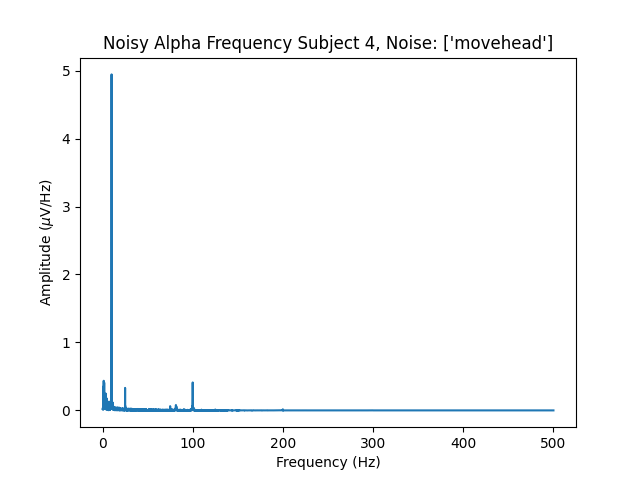 Noisy Alpha Frequency Subject 4, Noise: ['movehead']
5
4
3
2
1
0
Amplitude (μV/Hz)
0 100 200 300 400 500
Frequency (Hz)